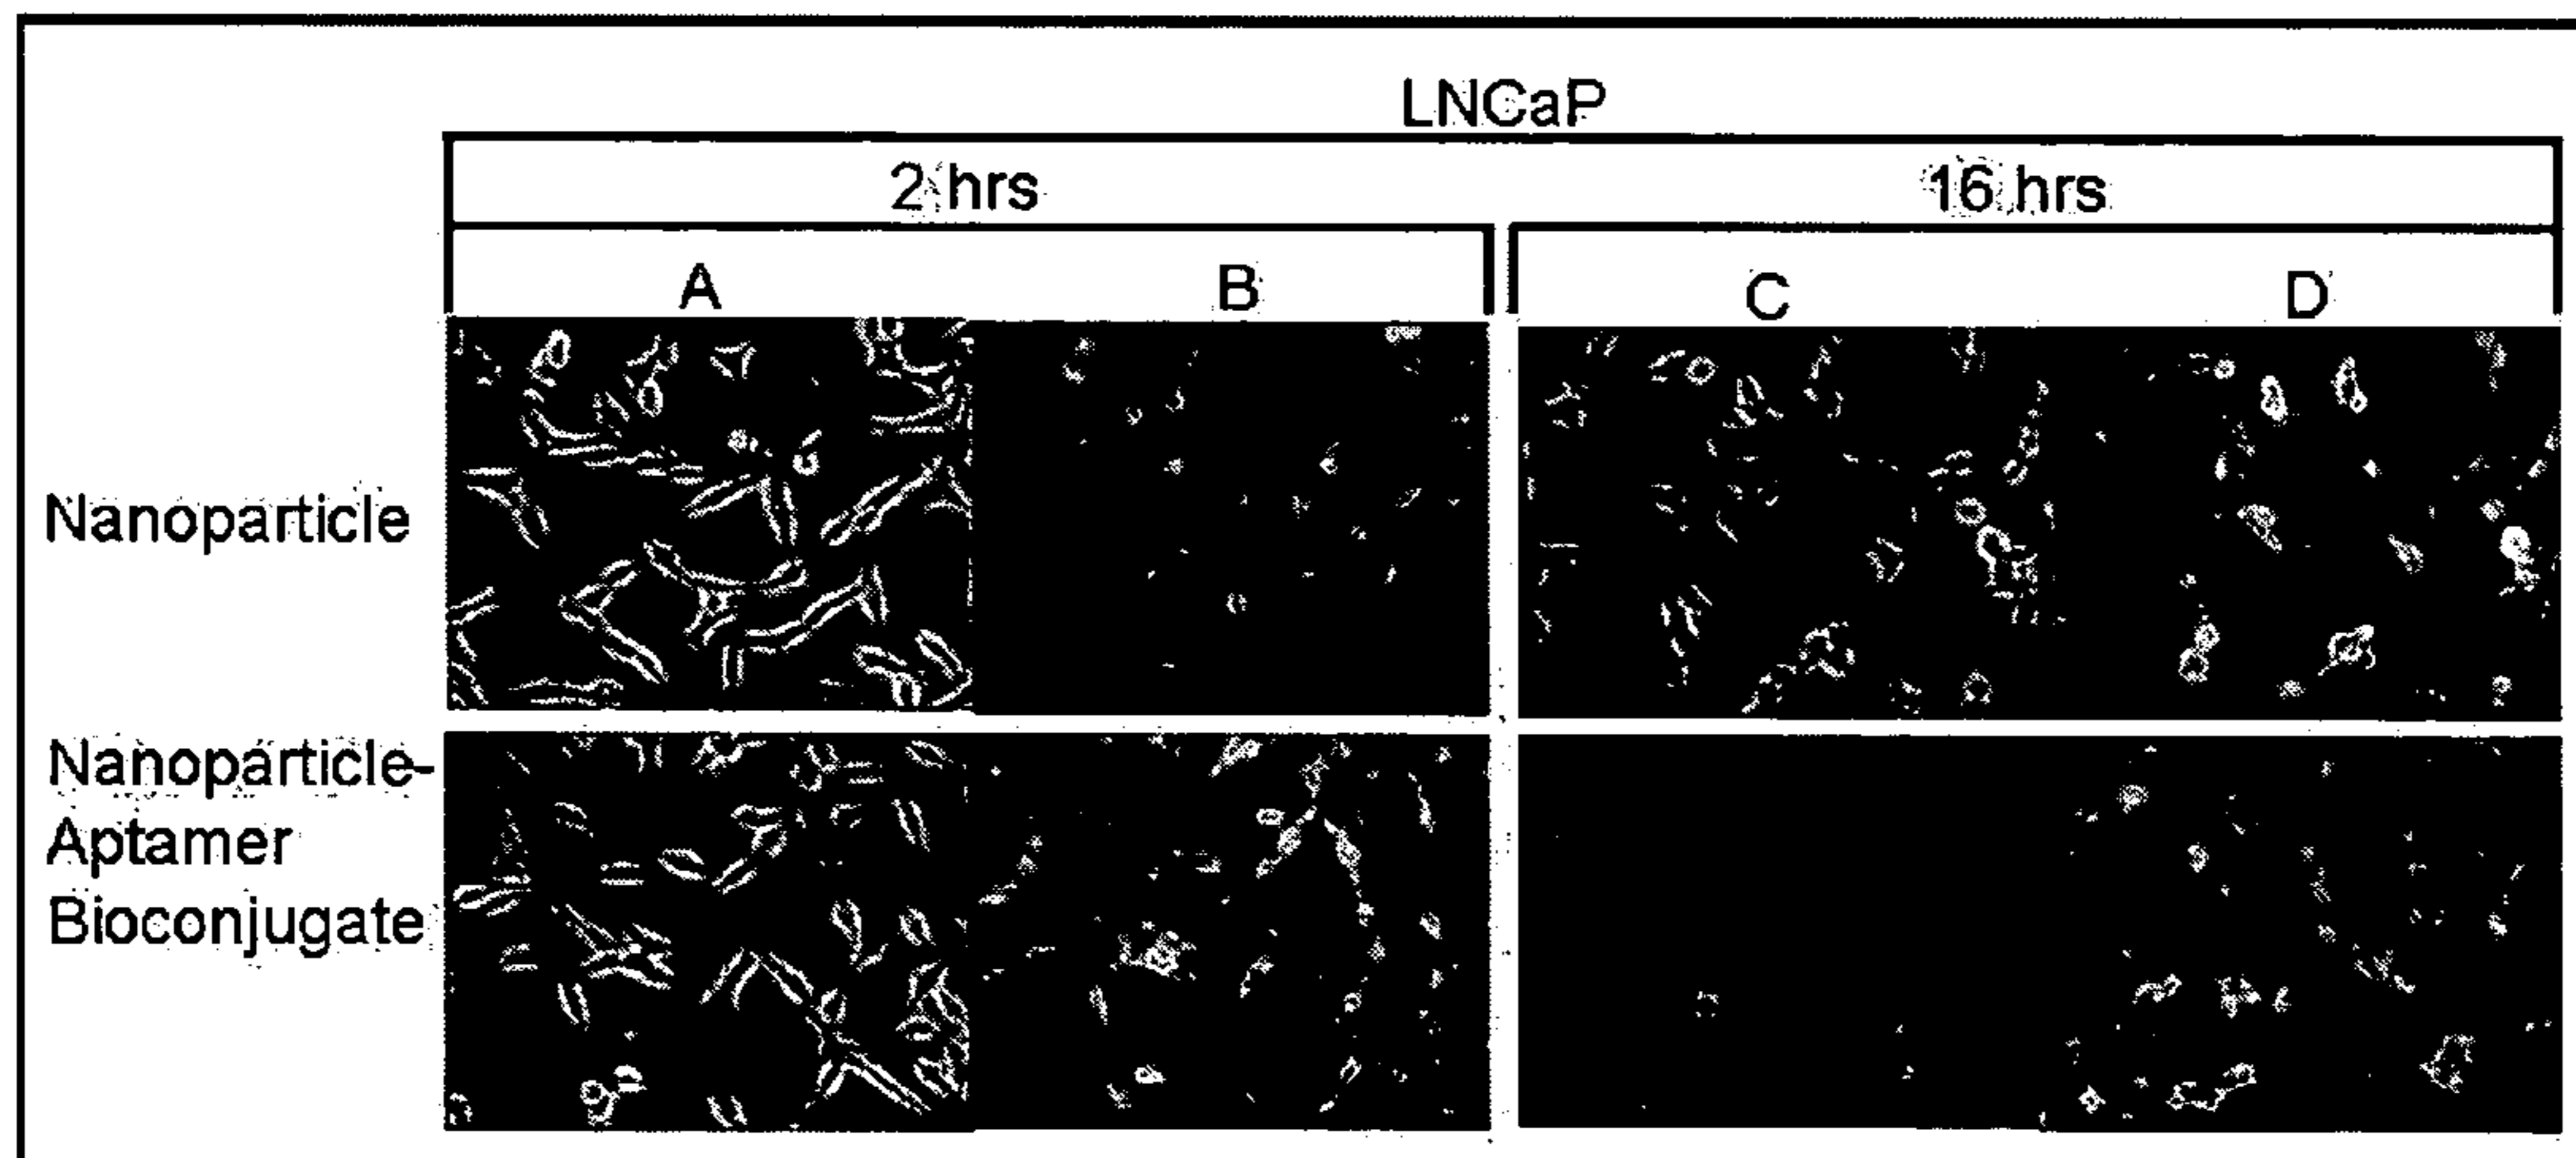 LNCaP
2 hrs
16 hrs
A
B
C
D
Nanoparticle
Nanoparticle-
Aptamer
Bioconjugate